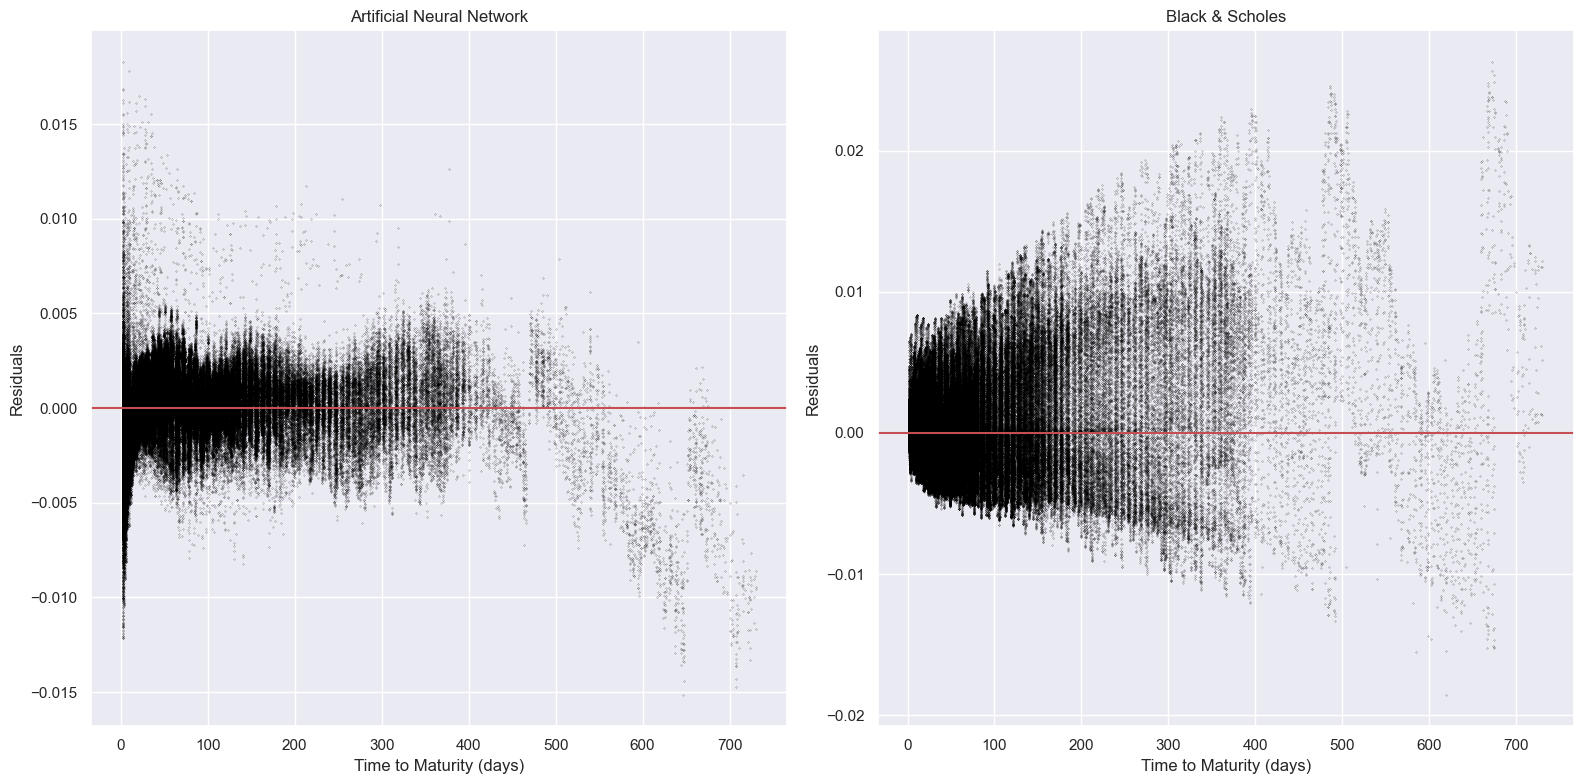 Artificial Neural Network
Residuals
0.015
0.010
0.005
0.000
−0.005
−0.010
−0.015
0 100 200 300 400 500 600 700
Time to Maturity (days)
Black & Scholes
Residuals
0.02
0.01
0.00
−0.01
−0.02
0 100 200 300 400 500 600 700
Time to Maturity (days)